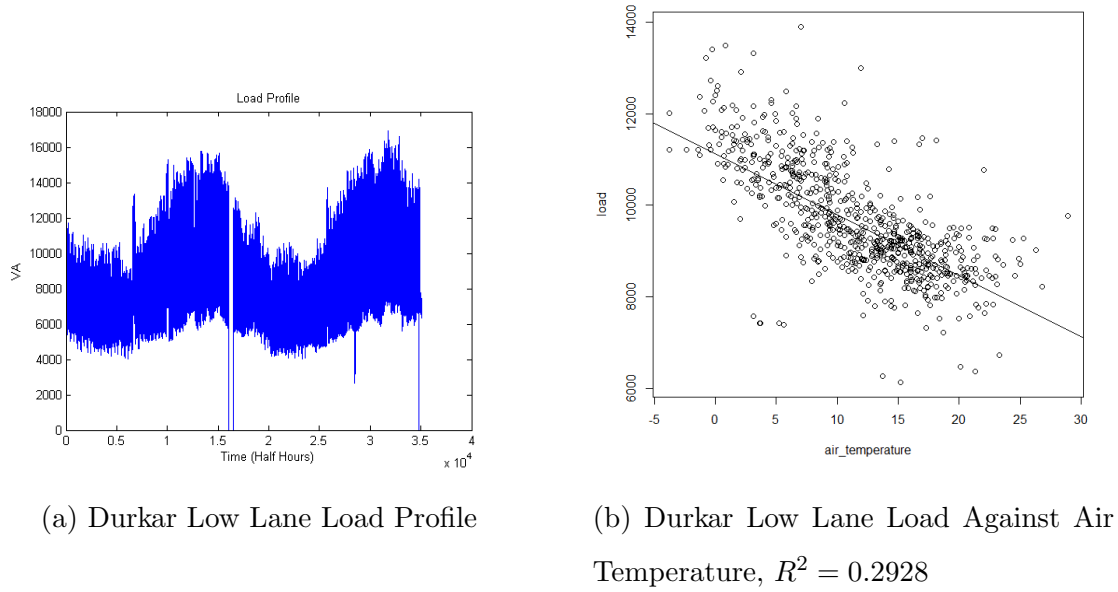 Load Profile
18000
16000
14000
12000
10000
8000
6000
4000
2000
0
VA
0 0.5 1 1.5 2 2.5 3 3.5 4
Time (Half Hours)
x 10^4
14000
12000
10000
8000
6000
load
-5 0 5 10 15 20 25 30
air_temperature
(a) Durkar Low Lane Load Profile
(b) Durkar Low Lane Load Against Air
Temperature, R² = 0.2928